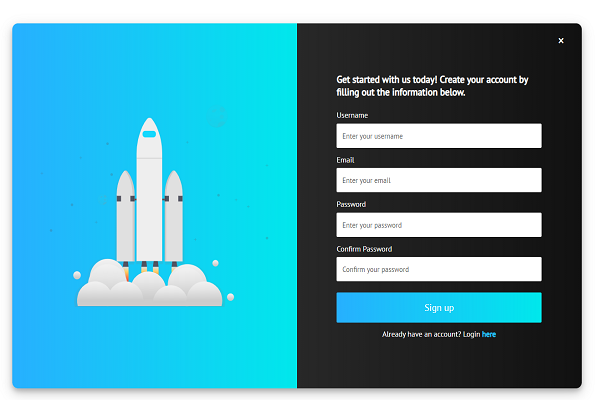 ×
Get started with us today! Create your account by
filling out the information below.
Username
Enter your username
Email
Enter your email
Password
Enter your password
Confirm Password
Confirm your password
Sign up
Already have an account? Login here